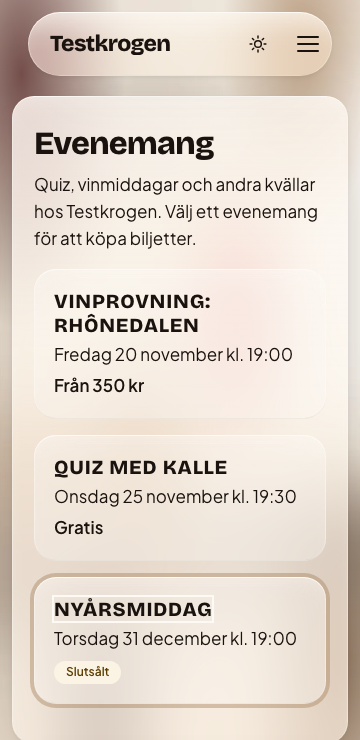 Testkrogen
Evenemang
Quiz, vinmiddagar och andra kvällar
hos Testkrogen. Välj ett evenemang
för att köpa biljetter.
VINPROVNING:
RHÔNEDALEN
Fredag 20 november kl. 19:00
Från 350 kr
QUIZ MED KALLE
Onsdag 25 november kl. 19:30
Gratis
NYÅRSMIDDAG
Torsdag 31 december kl. 19:00
Slutsålt